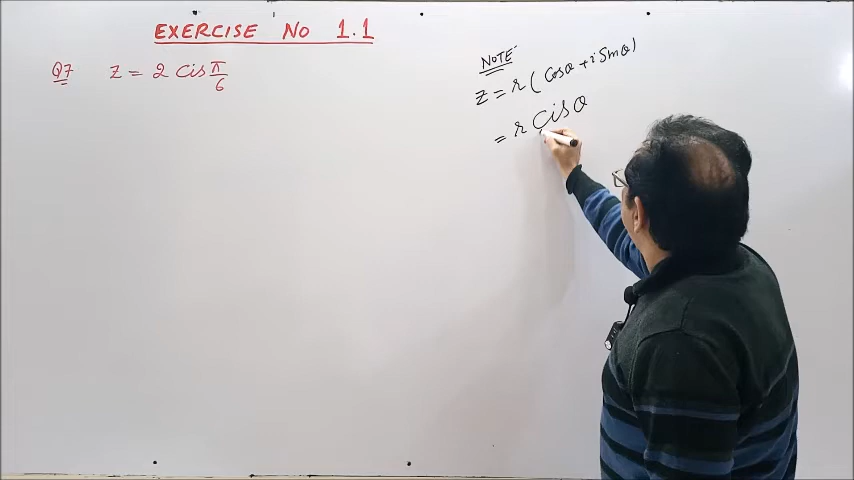 EXERCISE No 1.1
Q7 Z = 2 Cis π/6
NOTE
Z = r ( Cosθ + i Sinθ )
= r Cis θ